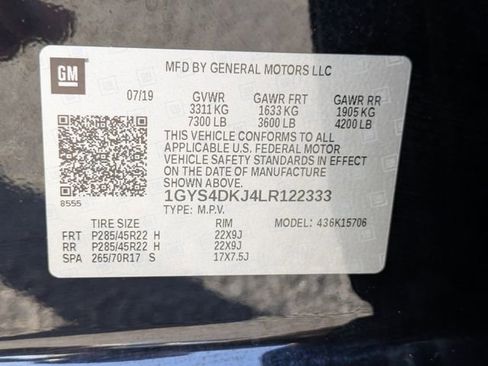 GM
MFD BY GENERAL MOTORS LLC
07/19 GVWR GAWR FRT GAWR RR
3311 KG 1633 KG 1905 KG
7300 LB 3600 LB 4200 LB
THIS VEHICLE CONFORMS TO ALL
APPLICABLE U.S. FEDERAL MOTOR
VEHICLE SAFETY STANDARDS IN EFFECT
ON THE DATE OF MANUFACTURE
SHOWN ABOVE.
8555
1GYS4DKJ4LR122333
TYPE: M.P.V. MODEL: 436K15706
TIRE SIZE RIM
FRT P285/45R22 H 22X9J
RR P285/45R22 H 22X9J
SPA 265/70R17 S 17X7.5J